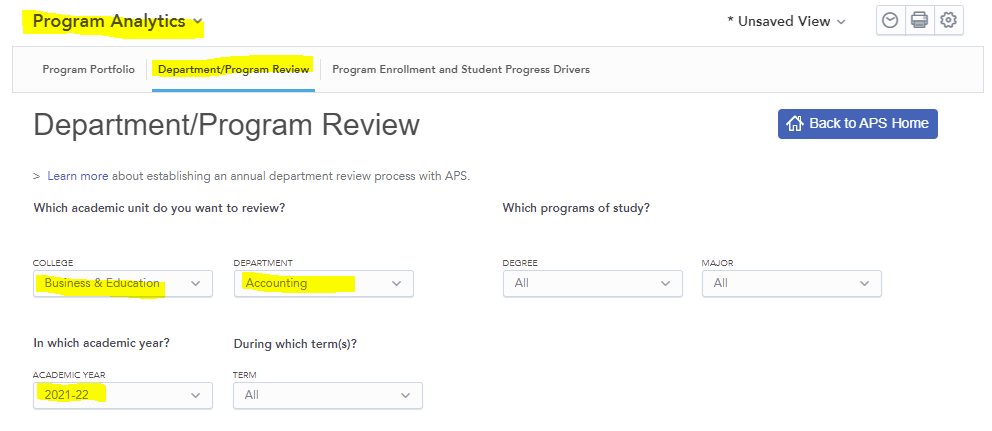 Program Analytics
* Unsaved View
Program Portfolio
Department/Program Review
Program Enrollment and Student Progress Drivers
Department/Program Review
Back to APS Home
> Learn more about establishing an annual department review process with APS.
Which academic unit do you want to review?
Which programs of study?
COLLEGE
DEPARTMENT
DEGREE
MAJOR
Business & Education
Accounting
All
All
In which academic year?
During which term(s)?
ACADEMIC YEAR
TERM
2021-22
All